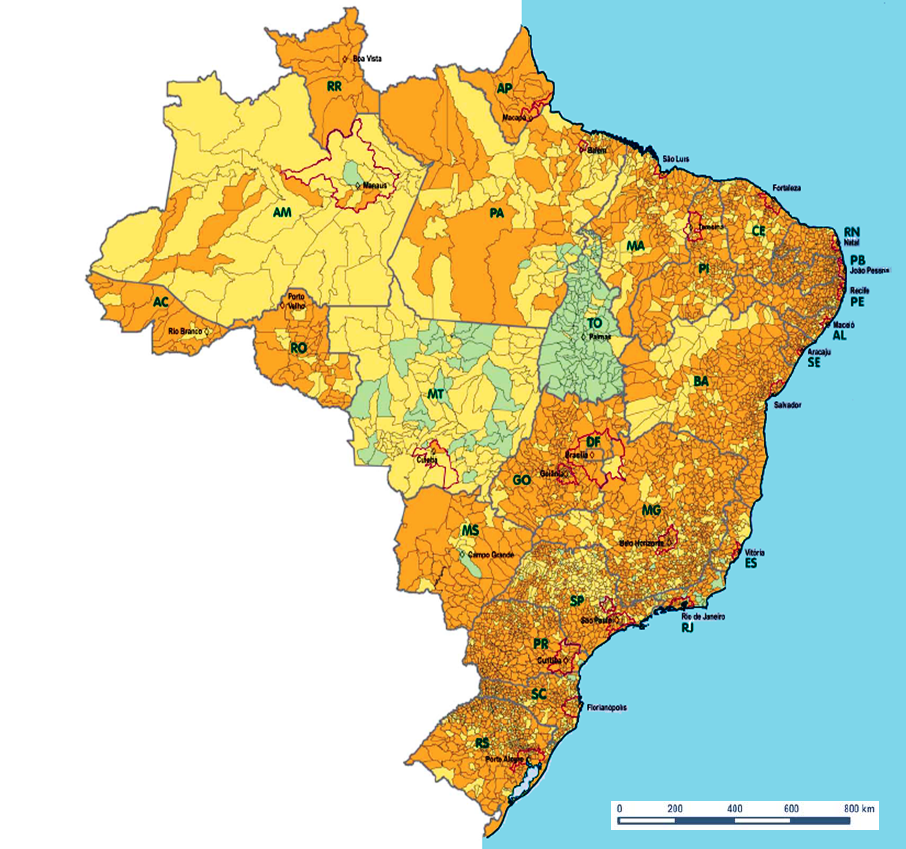 Boa Vista
RR
AP
Macapá
Belém
São Luís
Fortaleza
Manaus
AM
PA
MA
Teresina
CE
RN
Natal
PI
PB
João Pessoa
Recife
PE
AC
Porto
Velho
Rio Branco
RO
TO
Palmas
Maceió
AL
Aracaju
SE
MT
BA
Salvador
Cuiabá
DF
Brasília
Goiânia
GO
MG
MS
Campo Grande
Belo Horizonte
Vitória
ES
SP
São Paulo
Rio de Janeiro
RJ
PR
Curitiba
SC
Florianópolis
RS
Porto Alegre
0 200 400 600 800 km